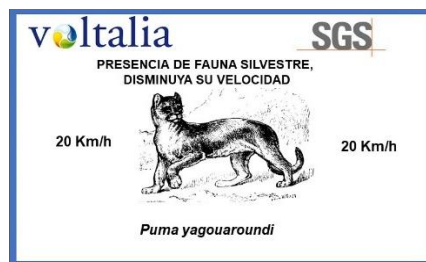 voltalia
SGS
PRESENCIA DE FAUNA SILVESTRE,
DISMINUYA SU VELOCIDAD
20 Km/h
20 Km/h
Puma yagouaroundi